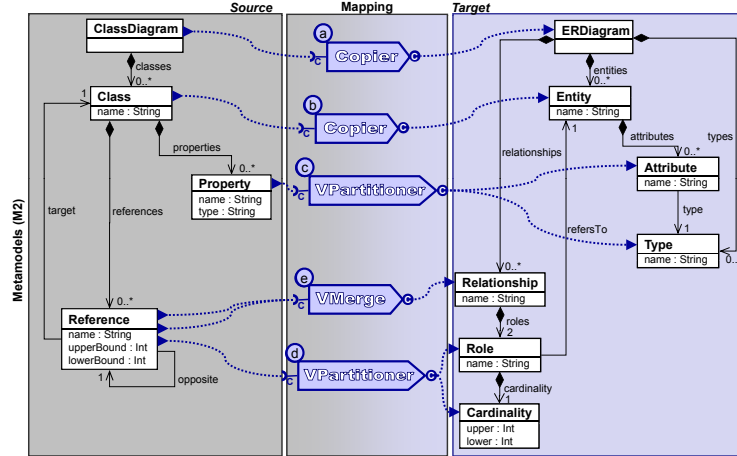 Source
Mapping
Target
Metamodels (M2)
ClassDiagram
classes
0..*
1
Class
name : String
properties
0..*
Property
name : String
type : String
target
references
0..*
Reference
name : String
upperBound : Int
lowerBound : Int
1
opposite
a
C
Copier
C
b
C
Copier
C
c
C
VPartitioner
C
e
C
VMerge
C
d
C
VPartitioner
C
ERDiagram
entities
0..*
Entity
name : String
1
attributes
types
0..*
relationships
Attribute
name : String
type
1
refersTo
Type
name : String
0..
0..*
Relationship
name : String
roles
2
Role
name : String
cardinality
1
Cardinality
upper : Int
lower : Int